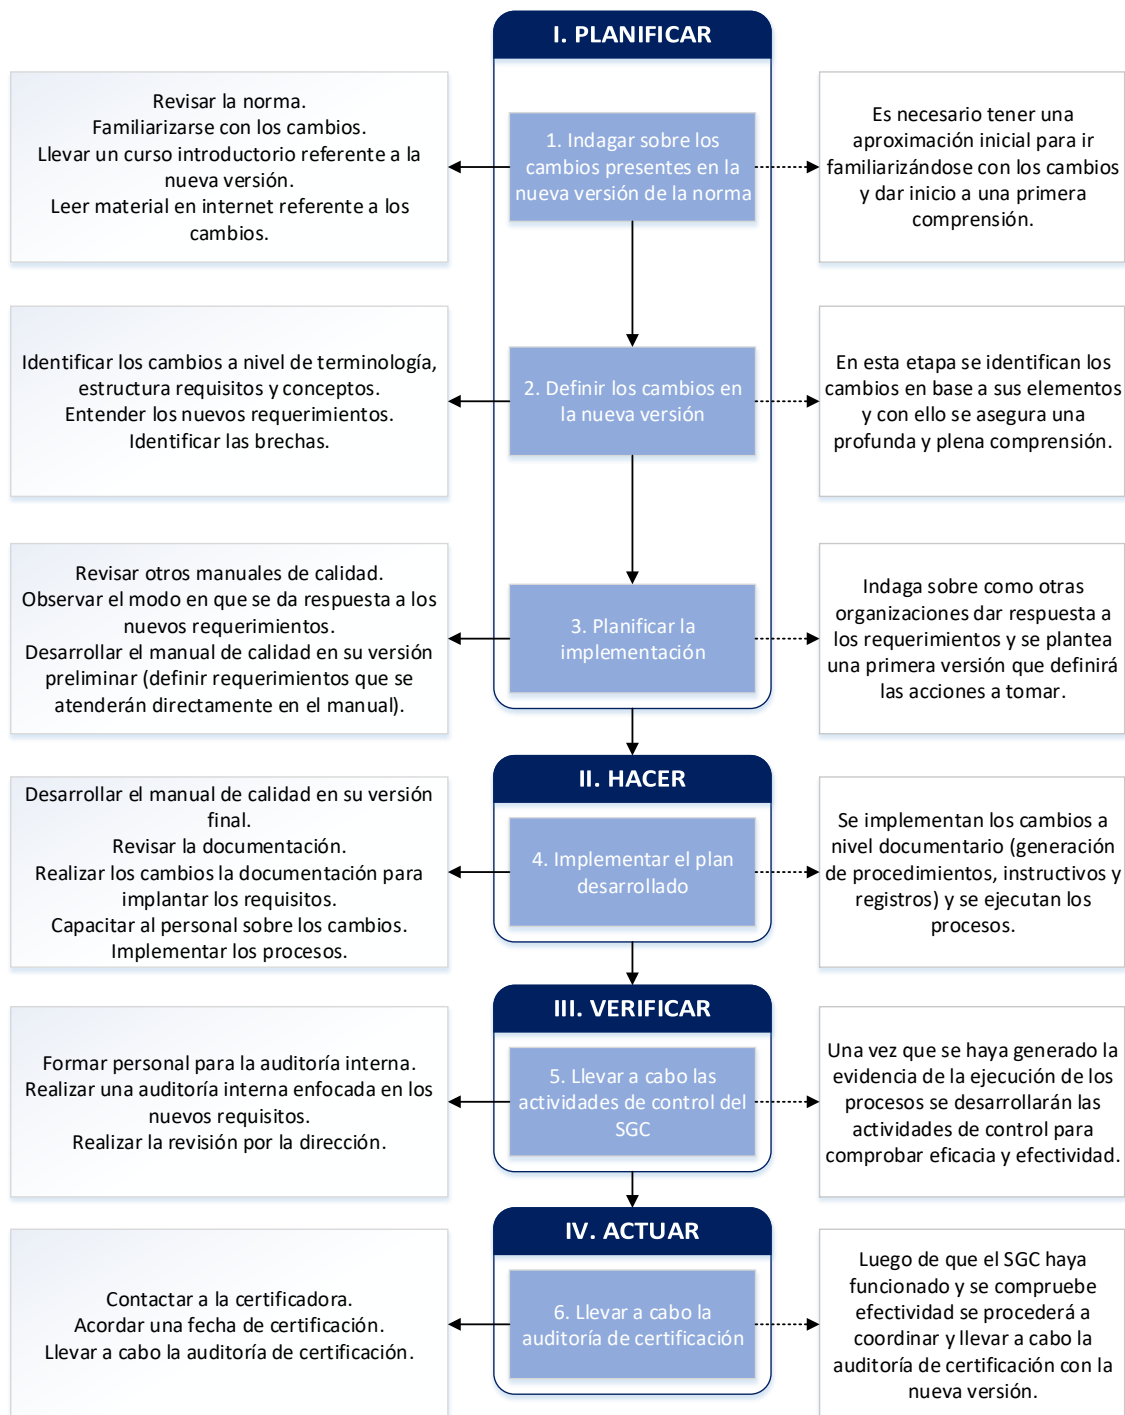 I. PLANIFICAR
Revisar la norma.
Familiarizarse con los cambios.
Llevar un curso introductorio referente a la
nueva versión.
Leer material en internet referente a los
cambios.
1. Indagar sobre los
cambios presentes en la
nueva versión de la norma
Es necesario tener una
aproximación inicial para ir
familiarizándose con los cambios
y dar inicio a una primera
comprensión.
Identificar los cambios a nivel de terminología,
estructura requisitos y conceptos.
Entender los nuevos requerimientos.
Identificar las brechas.
2. Definir los cambios en
la nueva versión
En esta etapa se identifican los
cambios en base a sus elementos
y con ello se asegura una
profunda y plena comprensión.
Revisar otros manuales de calidad.
Observar el modo en que se da respuesta a los
nuevos requerimientos.
Desarrollar el manual de calidad en su versión
preliminar (definir requerimientos que se
atenderán directamente en el manual).
3. Planificar la
implementación
Indaga sobre como otras
organizaciones dar respuesta a
los requerimientos y se plantea
una primera versión que definirá
las acciones a tomar.
II. HACER
Desarrollar el manual de calidad en su versión
final.
Revisar la documentación.
Realizar los cambios la documentación para
implantar los requisitos.
Capacitar al personal sobre los cambios.
Implementar los procesos.
4. Implementar el plan
desarrollado
Se implementan los cambios a
nivel documentario (generación
de procedimientos, instructivos y
registros) y se ejecutan los
procesos.
III. VERIFICAR
Formar personal para la auditoría interna.
Realizar una auditoría interna enfocada en los
nuevos requisitos.
Realizar la revisión por la dirección.
5. Llevar a cabo las
actividades de control del
SGC
Una vez que se haya generado la
evidencia de la ejecución de los
procesos se desarrollarán las
actividades de control para
comprobar eficacia y efectividad.
IV. ACTUAR
Contactar a la certificadora.
Acordar una fecha de certificación.
Llevar a cabo la auditoría de certificación.
6. Llevar a cabo la
auditoría de certificación
Luego de que el SGC haya
funcionado y se compruebe
efectividad se procederá a
coordinar y llevar a cabo la
auditoría de certificación con la
nueva versión.